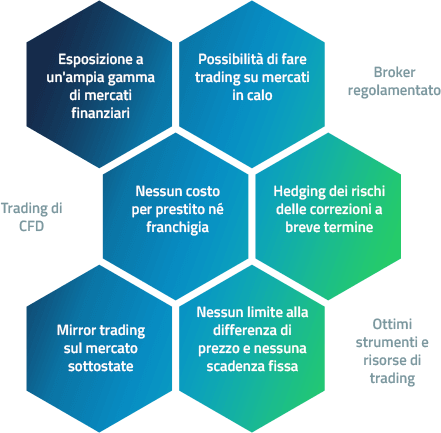 Esposizione a
un'ampia gamma
di mercati
finanziari
Possibilità di fare
trading su mercati
in calo
Broker
regolamentato
Trading di
CFD
Nessun costo
per prestito né
franchigia
Hedging dei rischi
delle correzioni a
breve termine
Mirror trading
sul mercato
sottostate
Nessun limite alla
differenza di
prezzo e nessuna
scadenza fissa
Ottimi
strumenti e
risorse di
trading